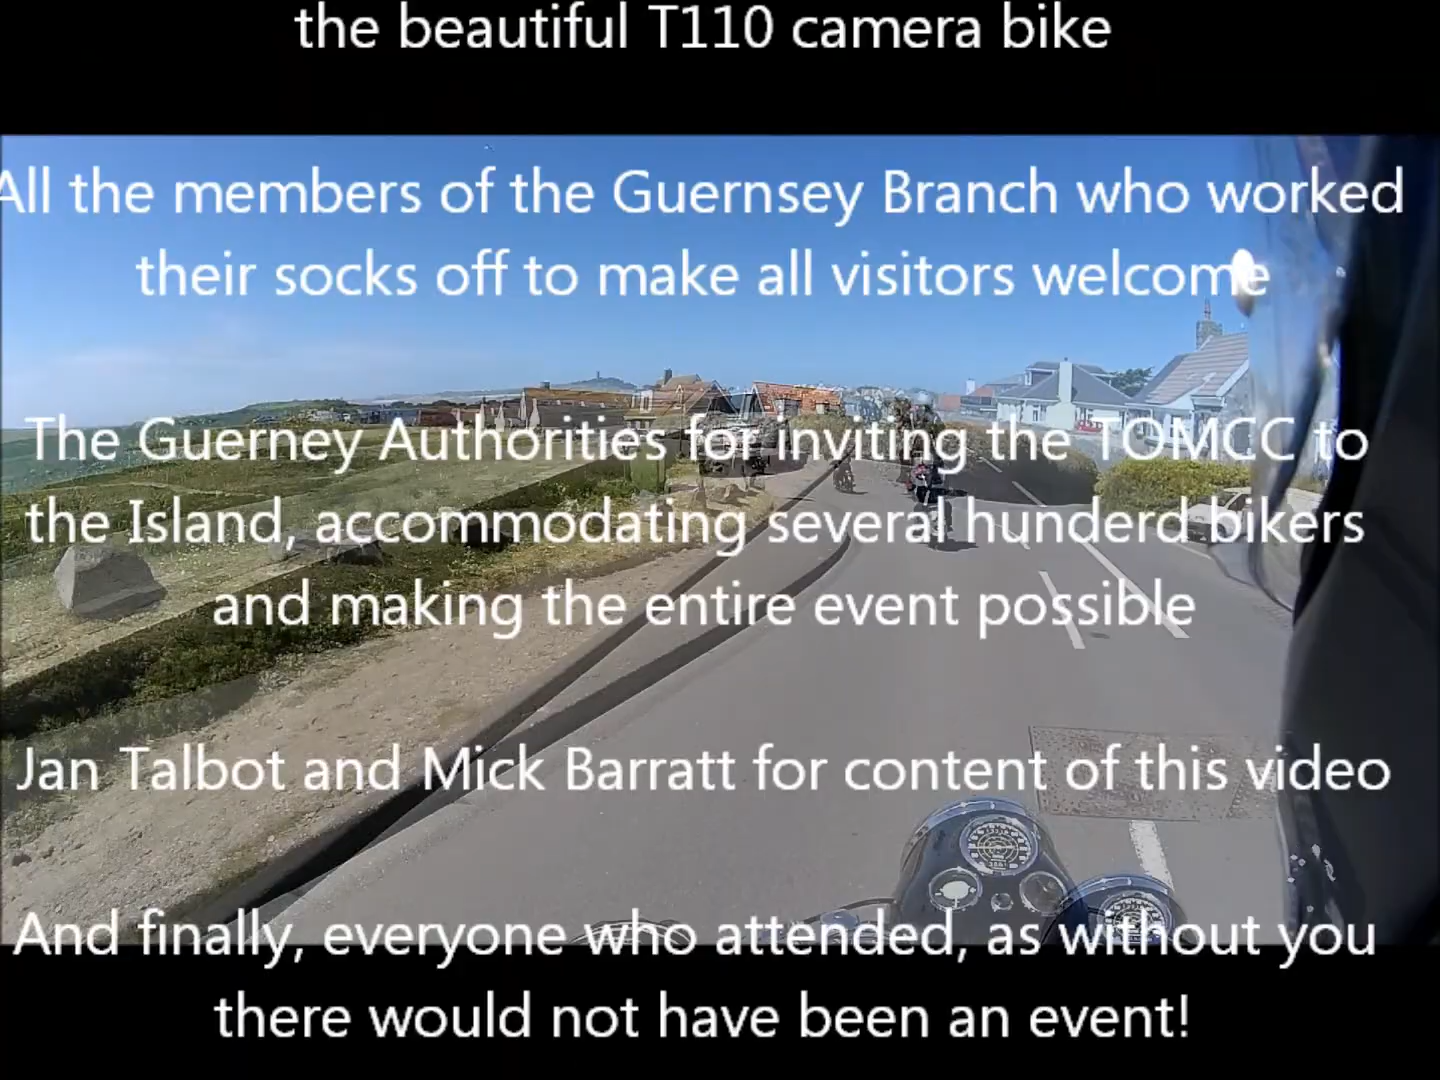 the beautiful T110 camera bike
All the members of the Guernsey Branch who worked
their socks off to make all visitors welcome
The Guerney Authorities for inviting the TOMCC to
the Island, accommodating several hunderd bikers
and making the entire event possible
Jan Talbot and Mick Barratt for content of this video
And finally, everyone who attended, as without you
there would not have been an event!